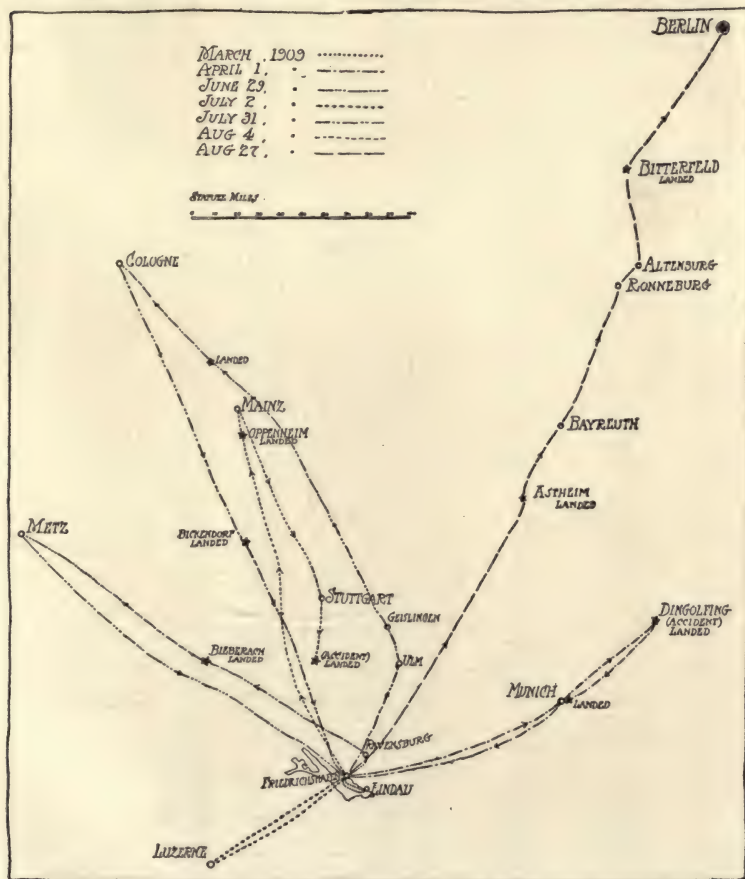 BERLIN
MARCH, 1909
APRIL 1, "
JUNE 29, "
JULY 2, "
JULY 31, "
AUG 4, "
AUG 27, "
STATUTE MILES
BITTERFELD
LANDED
COLOGNE
ALTENBURG
RONNEBURG
LANDED
MAINZ
OPPENHEIM
LANDED
BAYREUTH
ASTHEIM
LANDED
METZ
BICKENDORF
LANDED
STUTTGART
GEISLINGEN
DINGOLFING
(ACCIDENT)
LANDED
BIEBERACH
LANDED
(ACCIDENT)
LANDED
ULM
MUNICH
LANDED
RAVENSBURG
LINDAU
LUZERNE